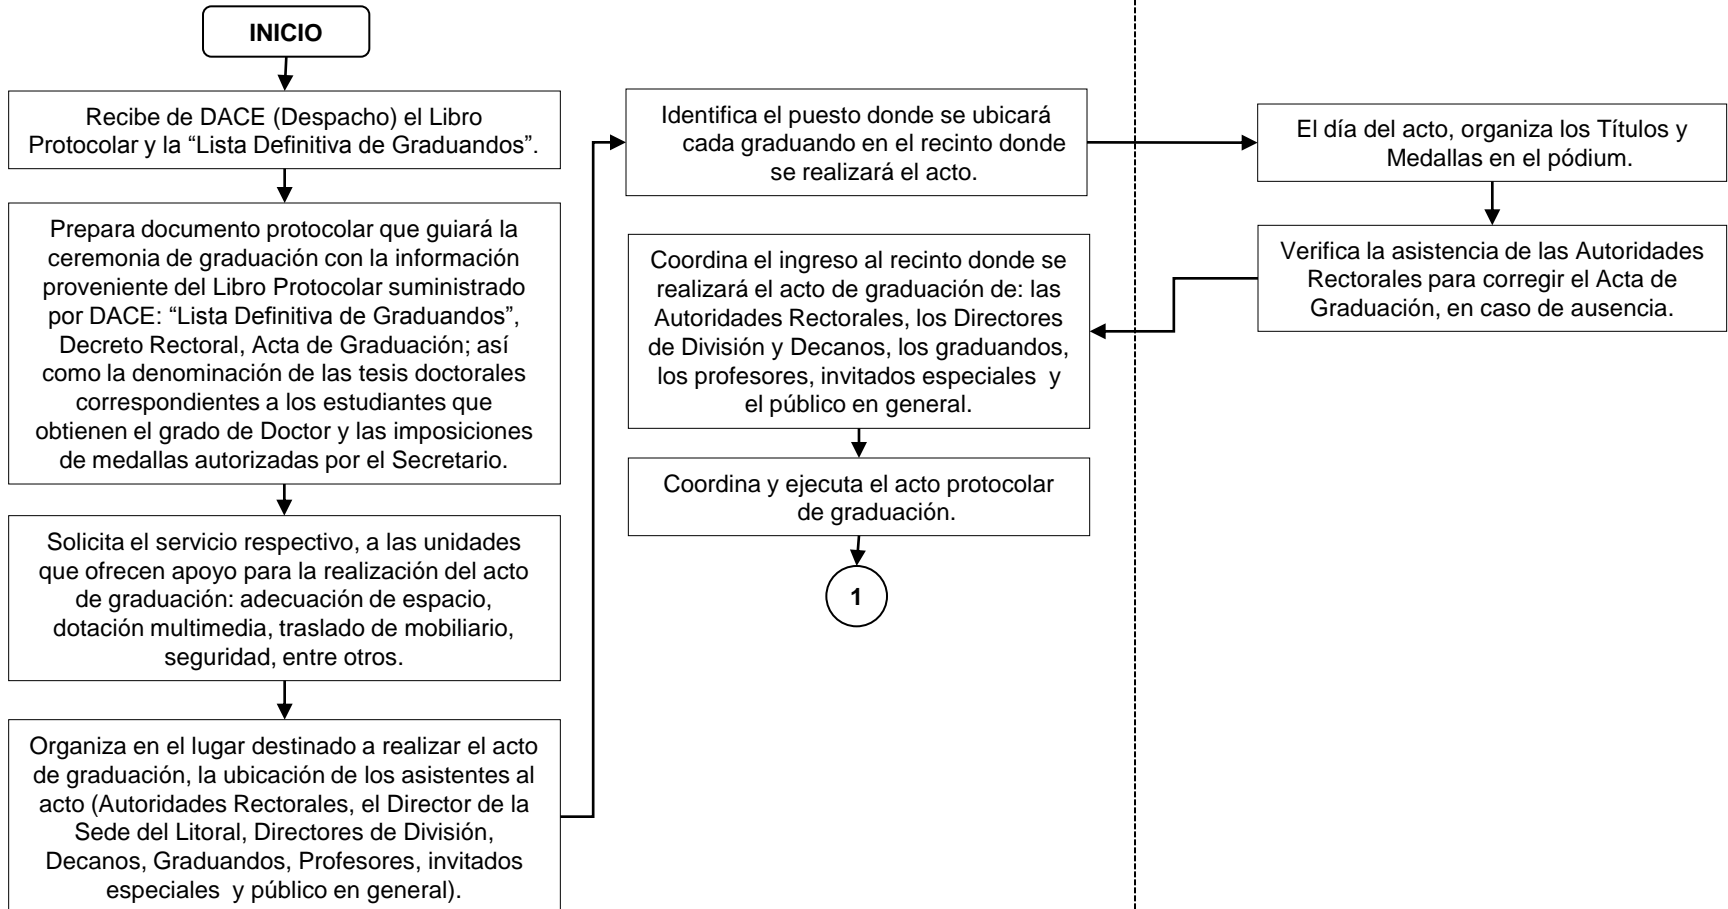 INICIO
Recibe de DACE (Despacho) el Libro
Protocolar y la “Lista Definitiva de Graduandos”.
Prepara documento protocolar que guiará la
ceremonia de graduación con la información
proveniente del Libro Protocolar suministrado
por DACE: “Lista Definitiva de Graduandos”,
Decreto Rectoral, Acta de Graduación; así
como la denominación de las tesis doctorales
correspondientes a los estudiantes que
obtienen el grado de Doctor y las imposiciones
de medallas autorizadas por el Secretario.
Solicita el servicio respectivo, a las unidades
que ofrecen apoyo para la realización del acto
de graduación: adecuación de espacio,
dotación multimedia, traslado de mobiliario,
seguridad, entre otros.
Organiza en el lugar destinado a realizar el acto
de graduación, la ubicación de los asistentes al
acto (Autoridades Rectorales, el Director de la
Sede del Litoral, Directores de División,
Decanos, Graduandos, Profesores, invitados
especiales  y público en general).
Identifica el puesto donde se ubicará
cada graduando en el recinto donde
se realizará el acto.
El día del acto, organiza los Títulos y
Medallas en el pódium.
Verifica la asistencia de las Autoridades
Rectorales para corregir el Acta de
Graduación, en caso de ausencia.
Coordina el ingreso al recinto donde se
realizará el acto de graduación de: las
Autoridades Rectorales, los Directores
de División y Decanos, los graduandos,
los profesores, invitados especiales  y
el público en general.
Coordina y ejecuta el acto protocolar
de graduación.
1